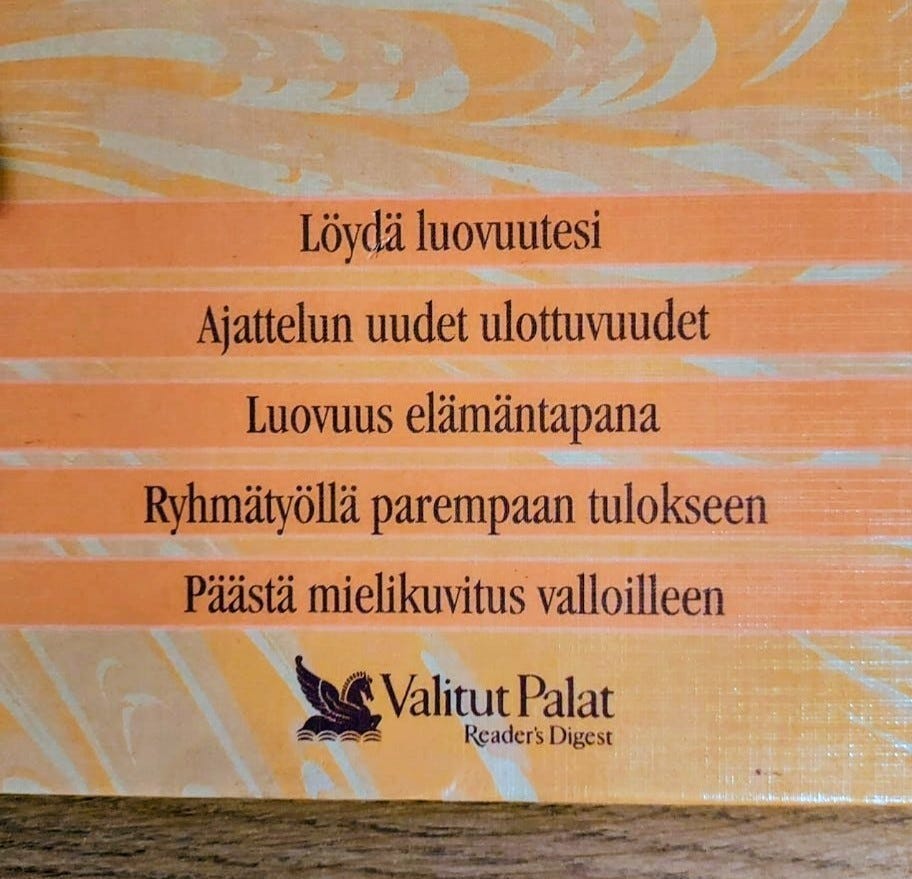 Löydä luovuutesi
Ajattelun uudet ulottuvuudet
Luovuus elämäntapana
Ryhmätyöllä parempaan tulokseen
Päästä mielikuvitus valloilleen
Valitut Palat
Reader's Digest